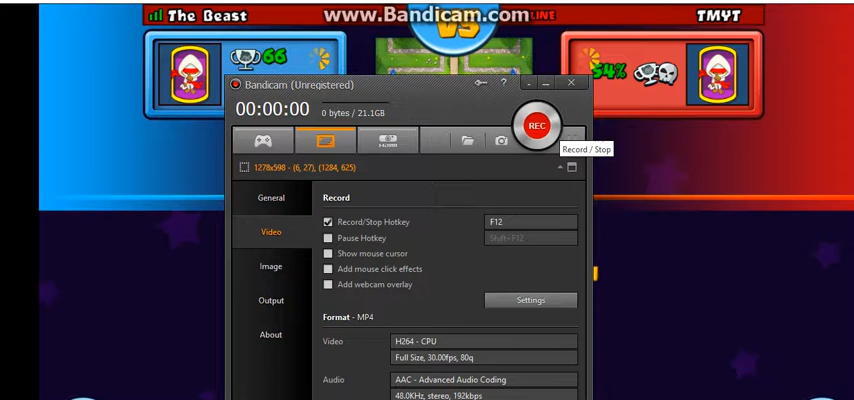 The Beast
www.Bandicam.com
LINE
TMYT
VS
66
54%
Bandicam (Unregistered)
?
00:00:00
0 bytes / 21.1GB
REC
HDMI
Record / Stop
1278x598 - (6, 27), (1284, 625)
General
Video
Image
Output
About
Record
Record/Stop Hotkey
F12
Pause Hotkey
Shift+F12
Show mouse cursor
Add mouse click effects
Add webcam overlay
Settings
Format - MP4
Video
H264 - CPU
Full Size, 30.00fps, 80q
Audio
AAC - Advanced Audio Coding
48.0KHz, stereo, 192kbps